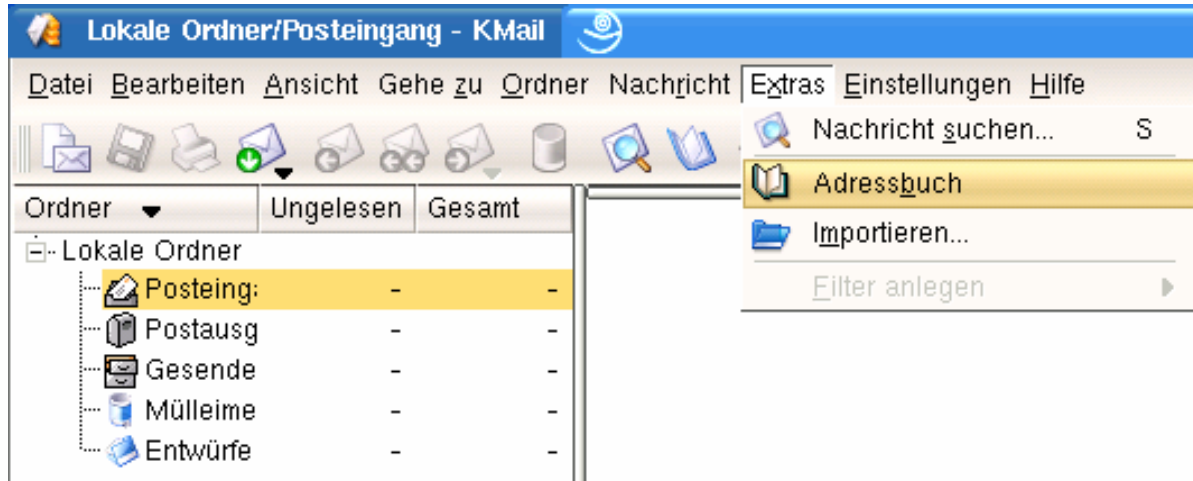 Lokale Ordner/Posteingang - KMail
Datei Bearbeiten Ansicht Gehe zu Ordner Nachricht Extras Einstellungen Hilfe
Nachricht suchen... S
Adressbuch
Importieren...
Filter anlegen
Ordner Ungelesen Gesamt
Lokale Ordner
Posteing - -
Postausg - -
Gesende - -
Mülleime - -
Entwürfe - -